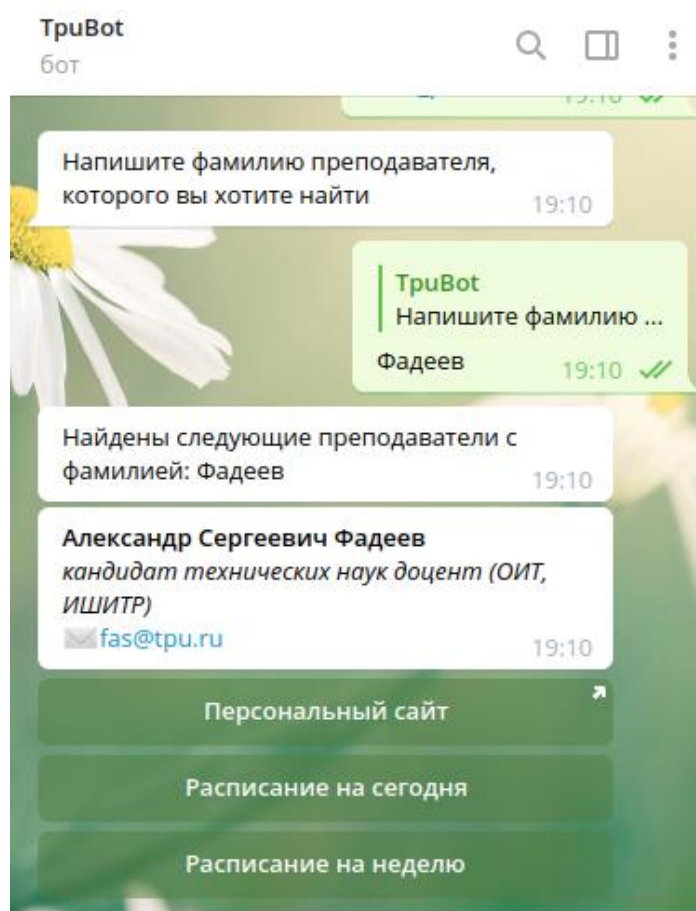 TpuBot
бот
19:10
Напишите фамилию преподавателя,
которого вы хотите найти
19:10
TpuBot
Напишите фамилию ...
Фадеев
19:10
Найдены следующие преподаватели с
фамилией: Фадеев
19:10
Александр Сергеевич Фадеев
кандидат технических наук доцент (ОИТ,
ИШИТР)
fas@tpu.ru
19:10
Персональный сайт
Расписание на сегодня
Расписание на неделю